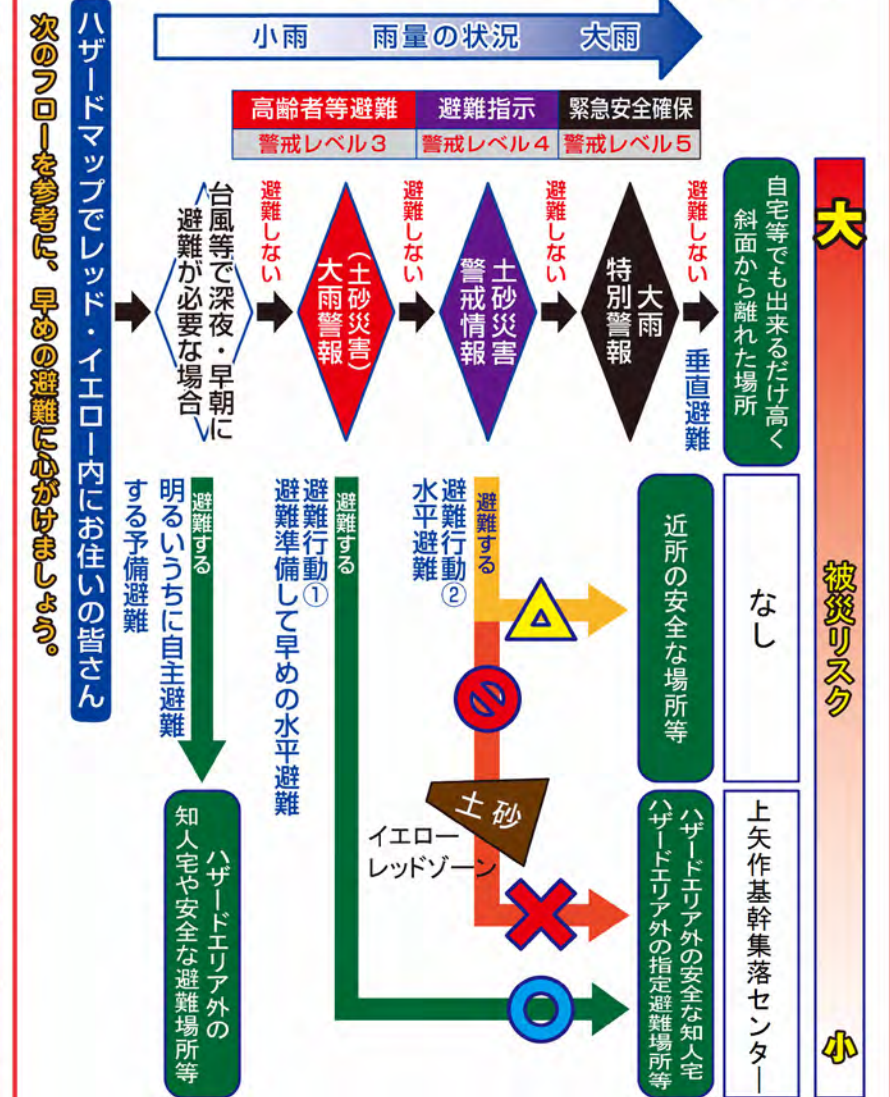 小雨 雨量の状況 大雨
高齢者等避難 避難指示 緊急安全確保
警戒レベル3 警戒レベル4 警戒レベル5
ハザードマップでレッド・イエロー内にお住いの皆さん
次のフローを参考に、早めの避難に心がけましょう。
台風等で深夜・早朝に
避難が必要な場合
避難しない
(土砂災害)
大雨警報
避難しない
土砂災害
警戒情報
避難しない
大雨
特別警報
避難しない
垂直避難
自宅等でも出来るだけ高く
斜面から離れた場所
大
被災リスク
小
避難する
明るいうちに自主避難
する予備避難
ハザードエリア外の
知人宅や安全な避難場所等
避難する
避難行動①
避難準備して早めの水平避難
避難する
避難行動②
水平避難
土砂
イエロー
レッドゾーン
近所の安全な場所等
なし
ハザードエリア外の安全な知人宅
ハザードエリア外の指定避難場所等
上矢作基幹集落センター